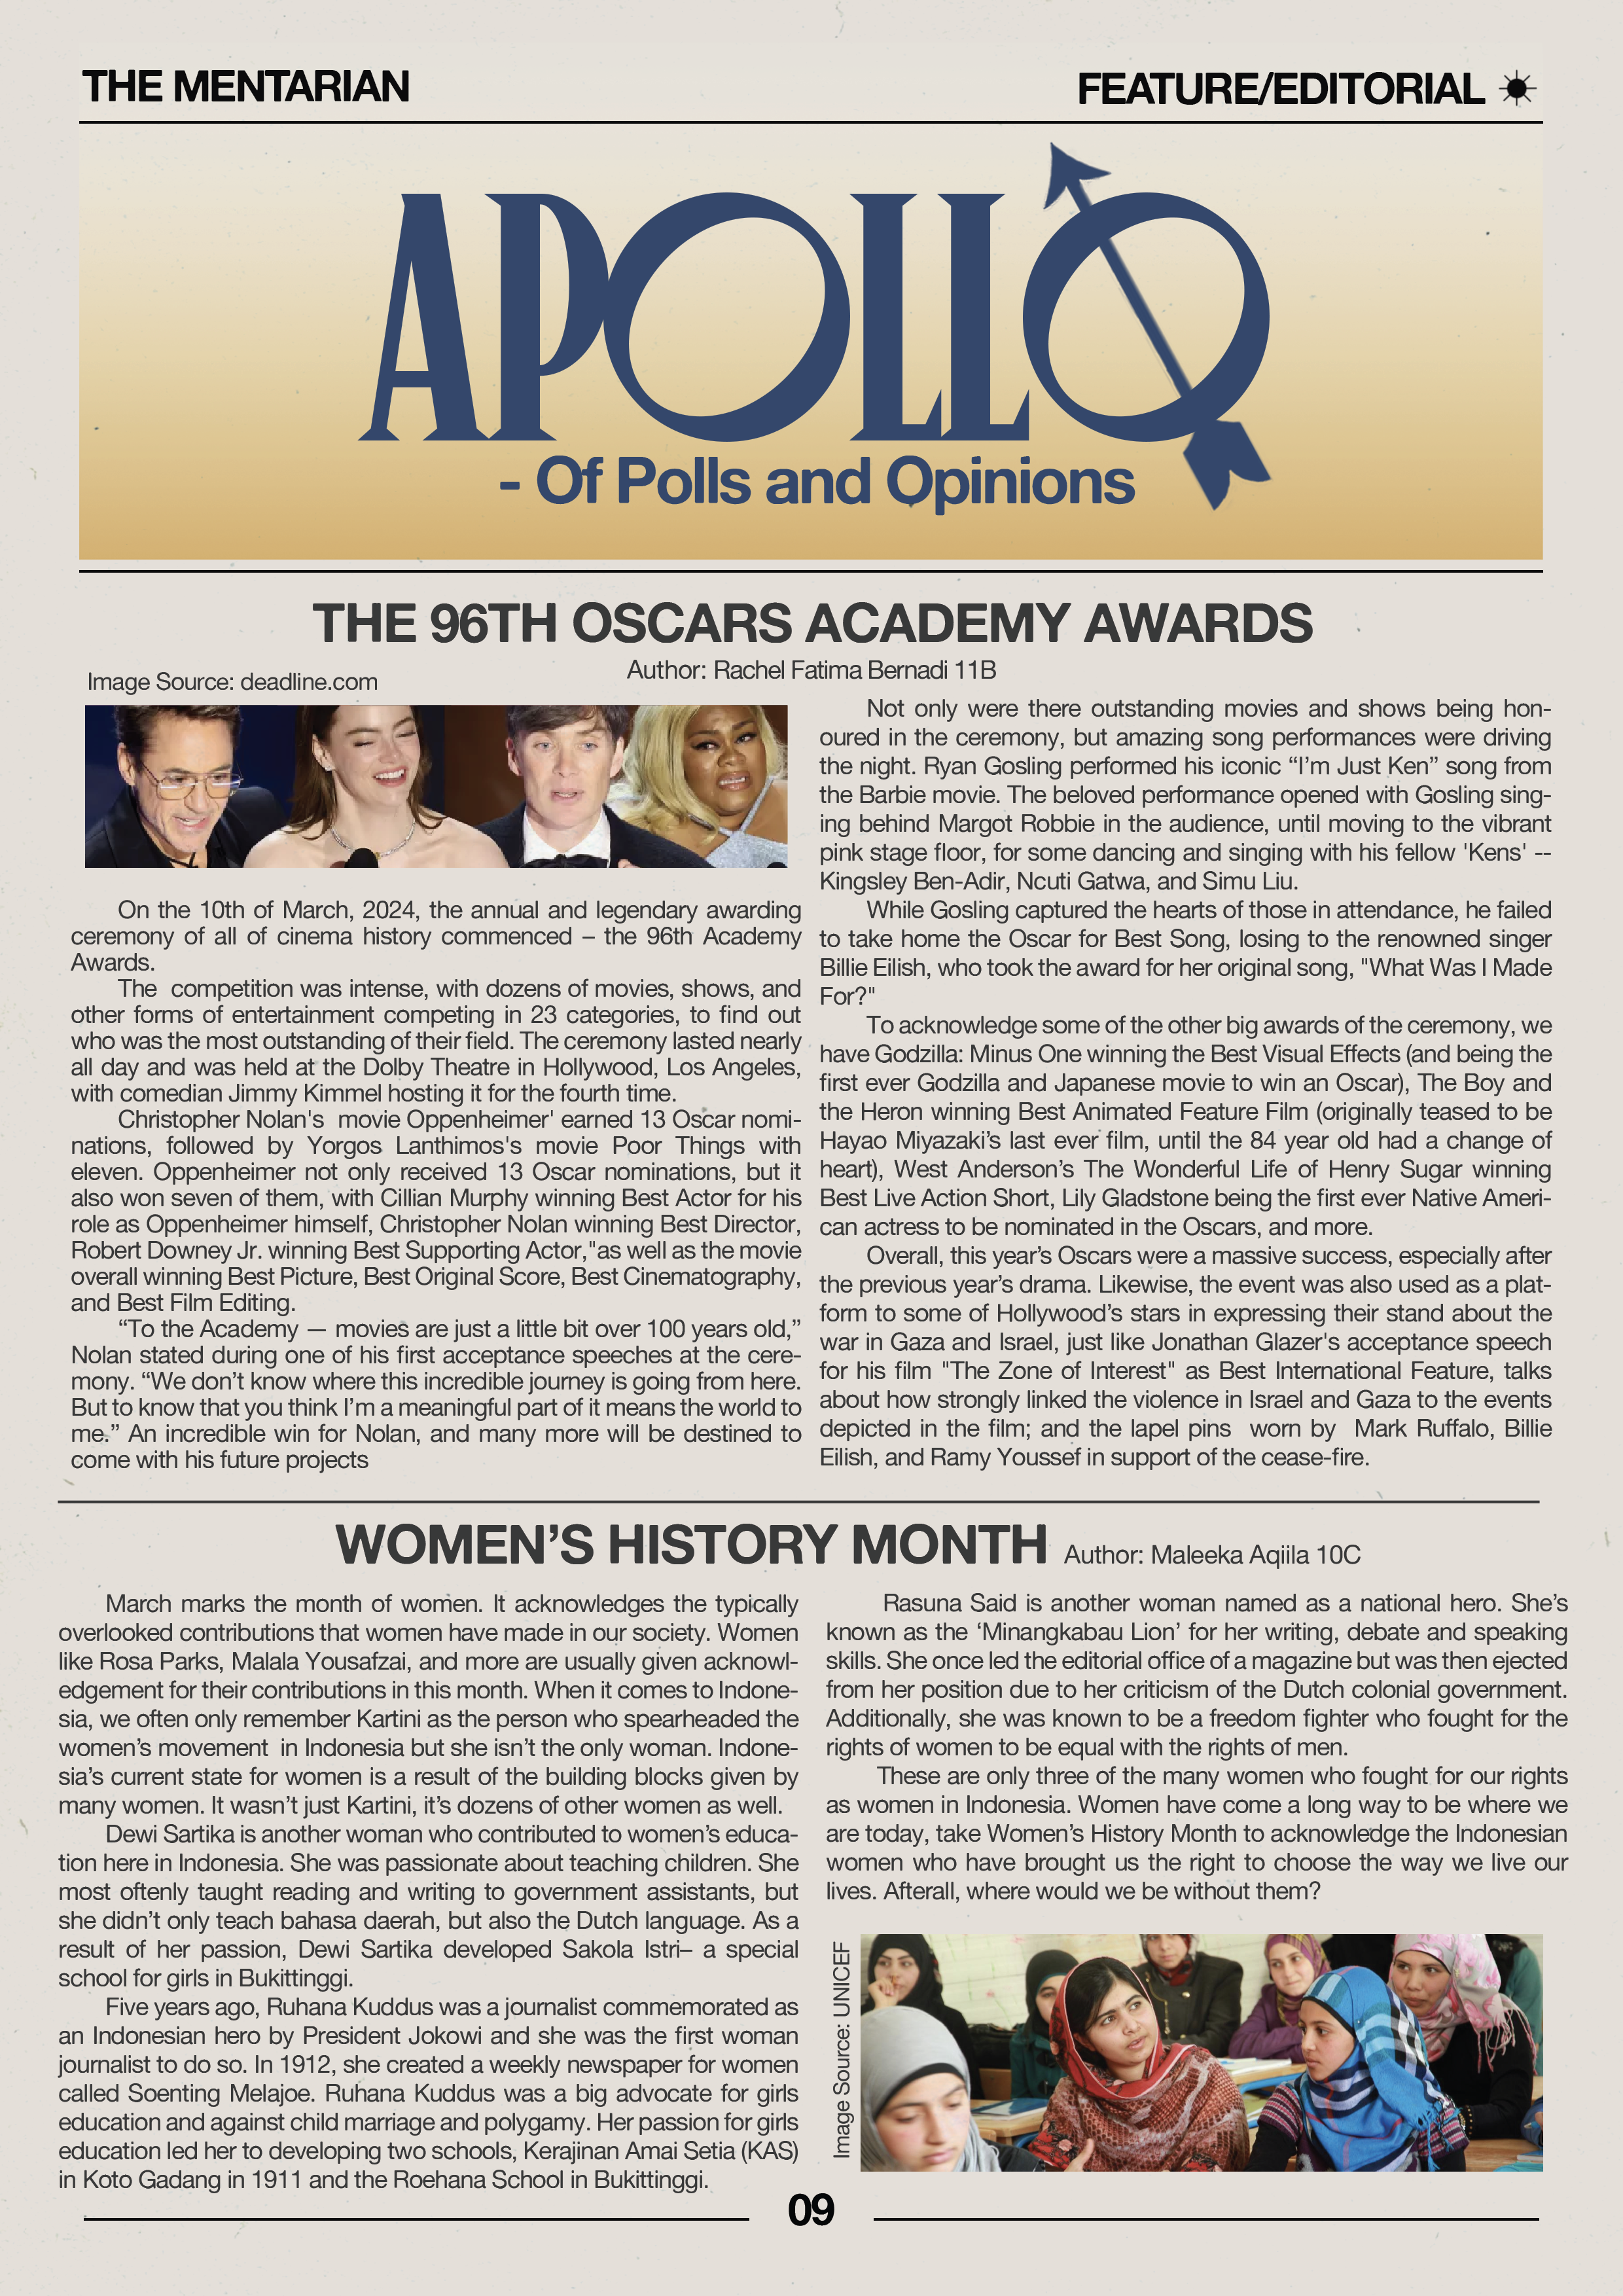 THE MENTARIAN
FEATURE/EDITORIAL
APOLLO
- Of Polls and Opinions
THE 96TH OSCARS ACADEMY AWARDS
Author: Rachel Fatima Bernadi 11B
Image Source: deadline.com
On the 10th of March, 2024, the annual and legendary awarding
ceremony of all of cinema history commenced – the 96th Academy
Awards.
The competition was intense, with dozens of movies, shows, and
other forms of entertainment competing in 23 categories, to find out
who was the most outstanding of their field. The ceremony lasted nearly
all day and was held at the Dolby Theatre in Hollywood, Los Angeles,
with comedian Jimmy Kimmel hosting it for the fourth time.
Christopher Nolan's movie Oppenheimer' earned 13 Oscar nomi-
nations, followed by Yorgos Lanthimos's movie Poor Things with
eleven. Oppenheimer not only received 13 Oscar nominations, but it
also won seven of them, with Cillian Murphy winning Best Actor for his
role as Oppenheimer himself, Christopher Nolan winning Best Director,
Robert Downey Jr. winning Best Supporting Actor,"as well as the movie
overall winning Best Picture, Best Original Score, Best Cinematography,
and Best Film Editing.
“To the Academy — movies are just a little bit over 100 years old,”
Nolan stated during one of his first acceptance speeches at the cere-
mony. “We don’t know where this incredible journey is going from here.
But to know that you think I’m a meaningful part of it means the world to
me.” An incredible win for Nolan, and many more will be destined to
come with his future projects
Not only were there outstanding movies and shows being hon-
oured in the ceremony, but amazing song performances were driving
the night. Ryan Gosling performed his iconic “I’m Just Ken” song from
the Barbie movie. The beloved performance opened with Gosling sing-
ing behind Margot Robbie in the audience, until moving to the vibrant
pink stage floor, for some dancing and singing with his fellow 'Kens' --
Kingsley Ben-Adir, Ncuti Gatwa, and Simu Liu.
While Gosling captured the hearts of those in attendance, he failed
to take home the Oscar for Best Song, losing to the renowned singer
Billie Eilish, who took the award for her original song, "What Was I Made
For?"
To acknowledge some of the other big awards of the ceremony, we
have Godzilla: Minus One winning the Best Visual Effects (and being the
first ever Godzilla and Japanese movie to win an Oscar), The Boy and
the Heron winning Best Animated Feature Film (originally teased to be
Hayao Miyazaki’s last ever film, until the 84 year old had a change of
heart), West Anderson’s The Wonderful Life of Henry Sugar winning
Best Live Action Short, Lily Gladstone being the first ever Native Ameri-
can actress to be nominated in the Oscars, and more.
Overall, this year’s Oscars were a massive success, especially after
the previous year’s drama. Likewise, the event was also used as a plat-
form to some of Hollywood’s stars in expressing their stand about the
war in Gaza and Israel, just like Jonathan Glazer's acceptance speech
for his film "The Zone of Interest" as Best International Feature, talks
about how strongly linked the violence in Israel and Gaza to the events
depicted in the film; and the lapel pins worn by Mark Ruffalo, Billie
Eilish, and Ramy Youssef in support of the cease-fire.
WOMEN’S HISTORY MONTH
Author: Maleeka Aqiila 10C
March marks the month of women. It acknowledges the typically
overlooked contributions that women have made in our society. Women
like Rosa Parks, Malala Yousafzai, and more are usually given acknowl-
edgement for their contributions in this month. When it comes to Indone-
sia, we often only remember Kartini as the person who spearheaded the
women’s movement in Indonesia but she isn’t the only woman. Indone-
sia’s current state for women is a result of the building blocks given by
many women. It wasn’t just Kartini, it’s dozens of other women as well.
Dewi Sartika is another woman who contributed to women’s educa-
tion here in Indonesia. She was passionate about teaching children. She
most oftenly taught reading and writing to government assistants, but
she didn’t only teach bahasa daerah, but also the Dutch language. As a
result of her passion, Dewi Sartika developed Sakola Istri– a special
school for girls in Bukittinggi.
Five years ago, Ruhana Kuddus was a journalist commemorated as
an Indonesian hero by President Jokowi and she was the first woman
journalist to do so. In 1912, she created a weekly newspaper for women
called Soenting Melajoe. Ruhana Kuddus was a big advocate for girls
education and against child marriage and polygamy. Her passion for girls
education led her to developing two schools, Kerajinan Amai Setia (KAS)
in Koto Gadang in 1911 and the Roehana School in Bukittinggi.
Rasuna Said is another woman named as a national hero. She’s
known as the ‘Minangkabau Lion’ for her writing, debate and speaking
skills. She once led the editorial office of a magazine but was then ejected
from her position due to her criticism of the Dutch colonial government.
Additionally, she was known to be a freedom fighter who fought for the
rights of women to be equal with the rights of men.
These are only three of the many women who fought for our rights
as women in Indonesia. Women have come a long way to be where we
are today, take Women’s History Month to acknowledge the Indonesian
women who have brought us the right to choose the way we live our
lives. Afterall, where would we be without them?
Image Source: UNICEF
09